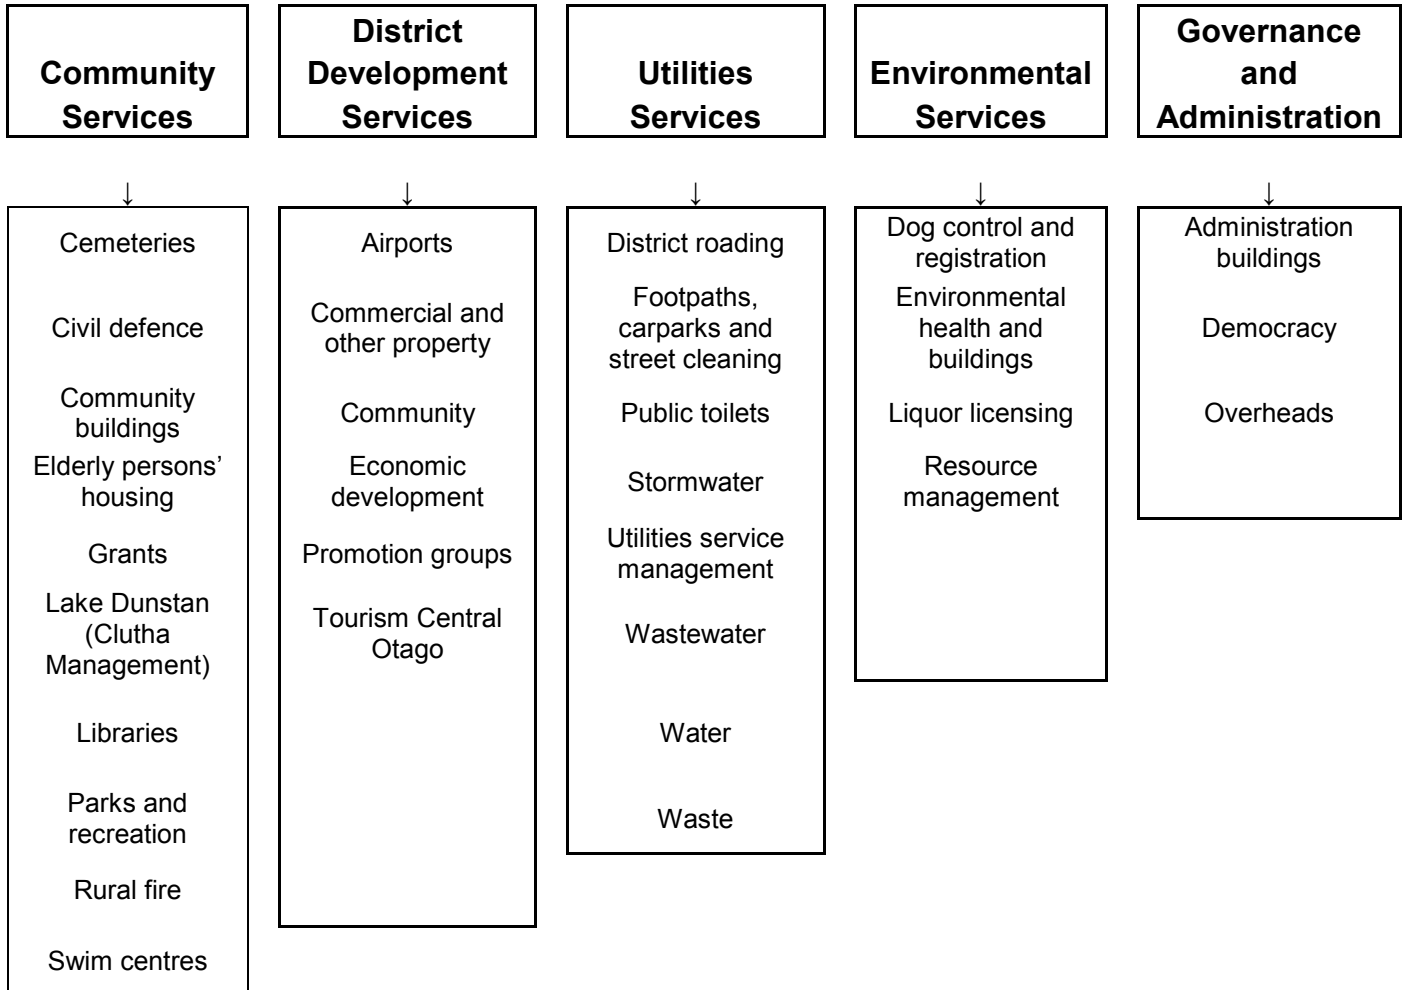 Community
Services
District
Development
Services
Utilities
Services
Environmental
Services
Governance
and
Administration
↓
↓
↓
↓
↓
Cemeteries
Civil defence
Community
buildings
Elderly persons’
housing
Grants
Lake Dunstan
(Clutha
Management)
Libraries
Parks and
recreation
Rural fire
Swim centres
Airports
Commercial and
other property
Community
Economic
development
Promotion groups
Tourism Central
Otago
District roading
Footpaths,
carparks and
street cleaning
Public toilets
Stormwater
Utilities service
management
Wastewater
Water
Waste
Dog control and
registration
Environmental
health and
buildings
Liquor licensing
Resource
management
Administration
buildings
Democracy
Overheads